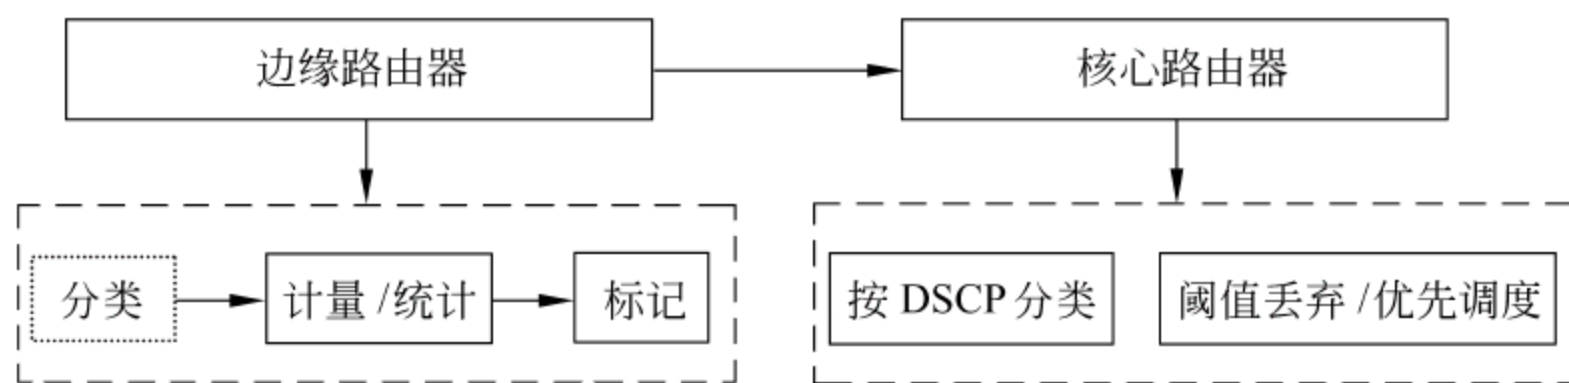 边缘路由器
核心路由器
分类
计量/统计
标记
按 DSCP 分类
阈值丢弃/优先调度